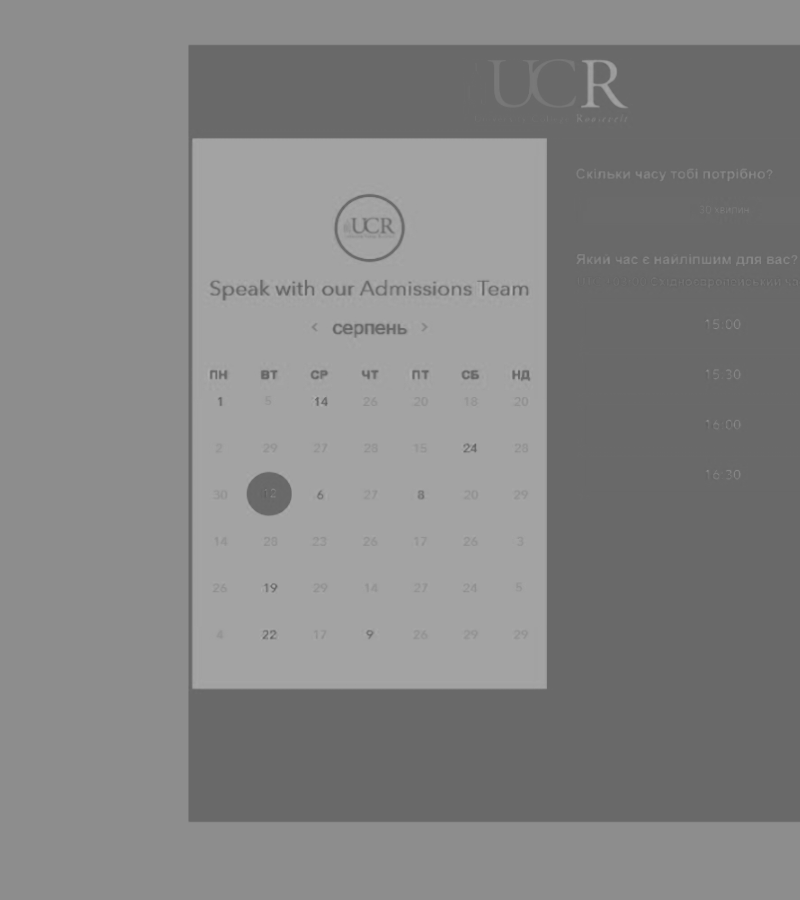 UCR
Roosevelt
UCR
Speak with our Admissions Team
< серпень >
ПН ВТ СР ЧТ ПТ СБ НД
1 5 14 26 20 18 20
2 29 27 28 15 24 28
30 12 6 27 8 20 29
14 28 23 26 17 26 3
26 19 29 14 27 24 5
4 22 17 9 26 29 29
Скільки часу тобі потрібно?
30 хвилин
Який час є найліпшим для вас?
15:00
15:30
16:00
16:30